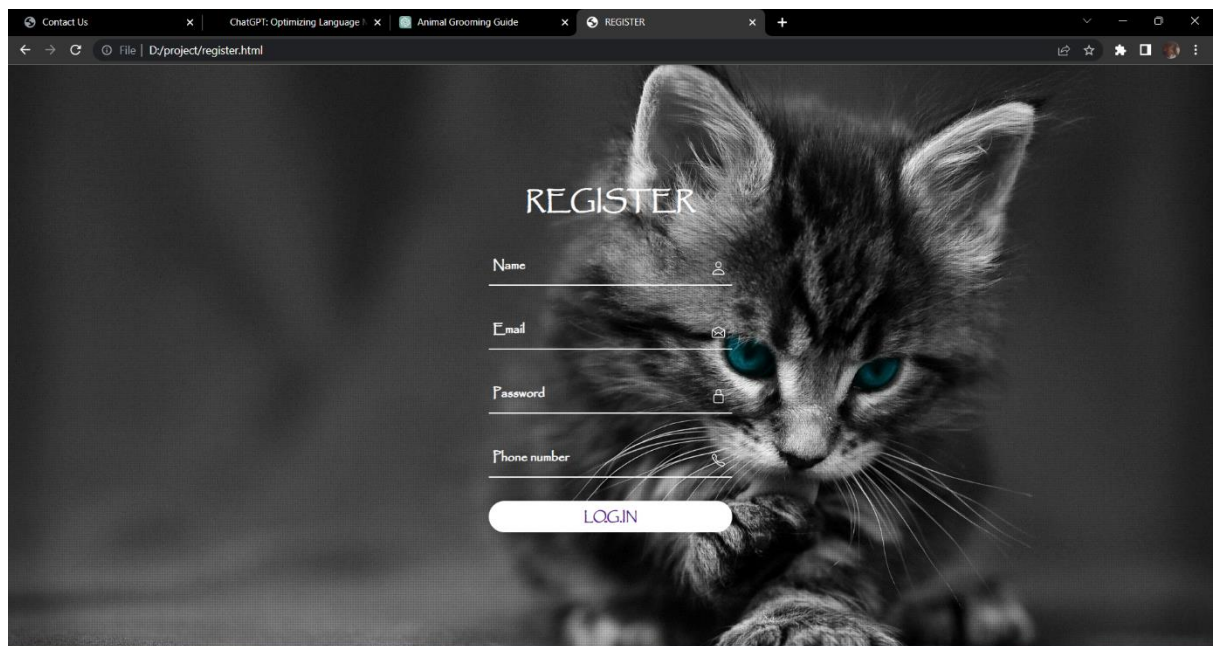 Contact Us
ChatGPT: Optimizing Language
Animal Grooming Guide
REGISTER
File | D:/project/register.html
REGISTER
Name
Email
Password
Phone number
LOG.IN